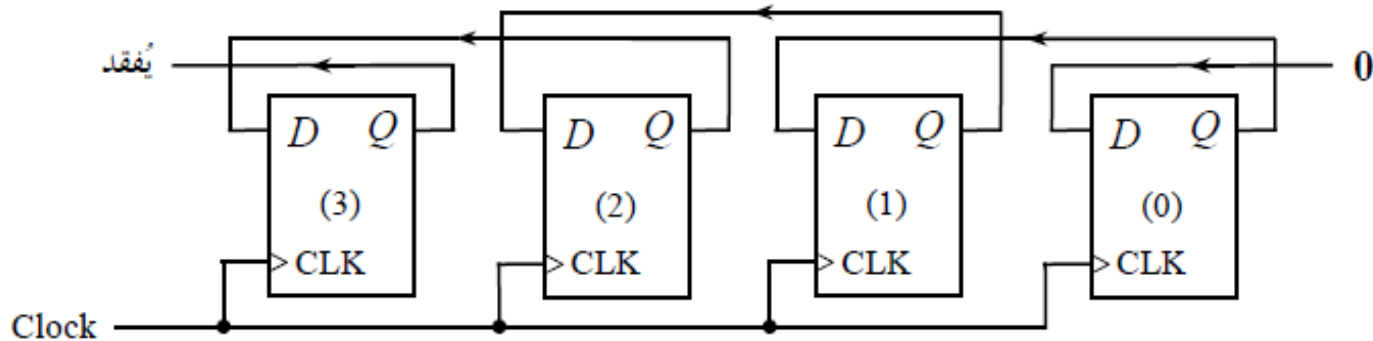 يُفقد 0
D Q D Q D Q D Q
(3) (2) (1) (0)
CLK CLK CLK CLK
Clock